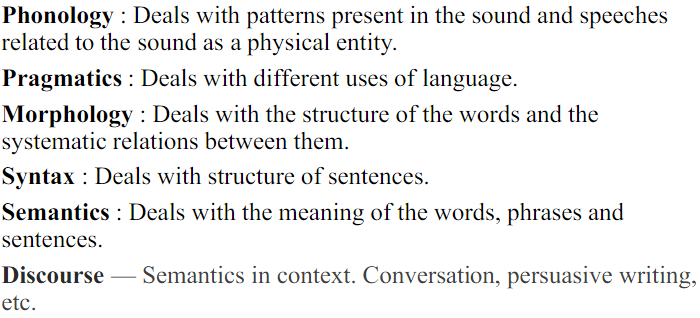 Phonology : Deals with patterns present in the sound and speeches
related to the sound as a physical entity.
Pragmatics : Deals with different uses of language.
Morphology : Deals with the structure of the words and the
systematic relations between them.
Syntax : Deals with structure of sentences.
Semantics : Deals with the meaning of the words, phrases and
sentences.
Discourse — Semantics in context. Conversation, persuasive writing,
etc.